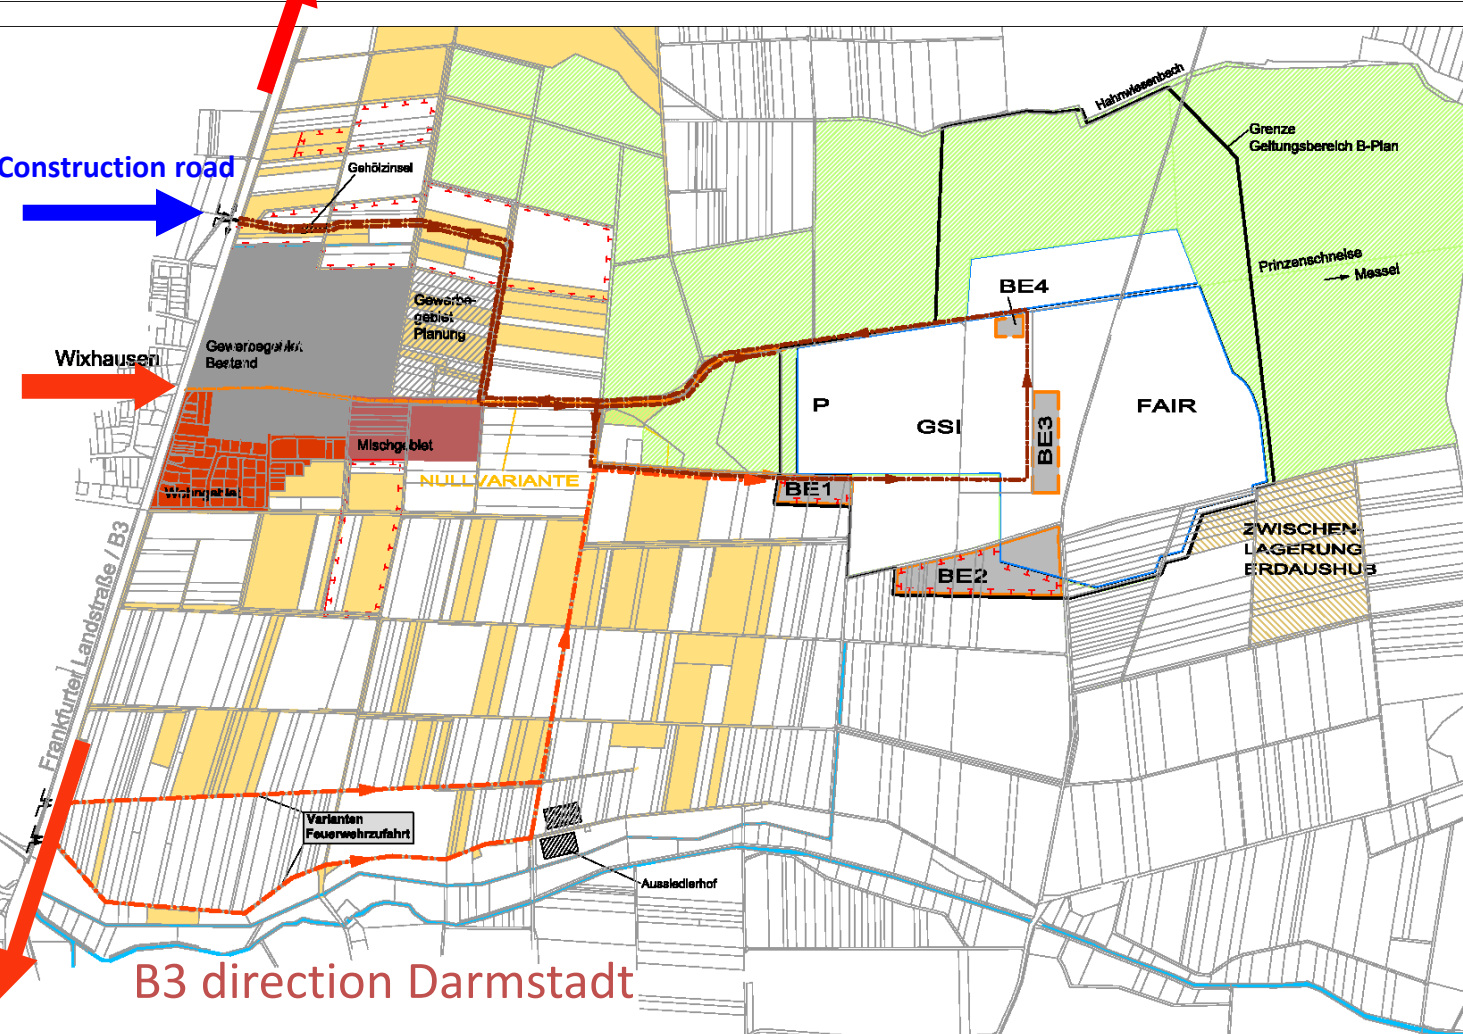 Hahnwiesenbach
Grenze
Geltungsbereich B-Plan
Construction road
Gehölzinsel
Prinzenschneise
Messel
BE4
Gewerbe-
gebiet
Planung
Bestand
Wixhausen
P
GSI
FAIR
BE3
Mischgebiet
NULLVARIANTE
BE1
Wohngebiet
ZWISCHEN-
LAGERUNG
ERDAUSHUB
BE2
Frankfurter Landstraße / B3
Varianten
Feuerwehrzufahrt
Aussiedlerhof
B3 direction Darmstadt